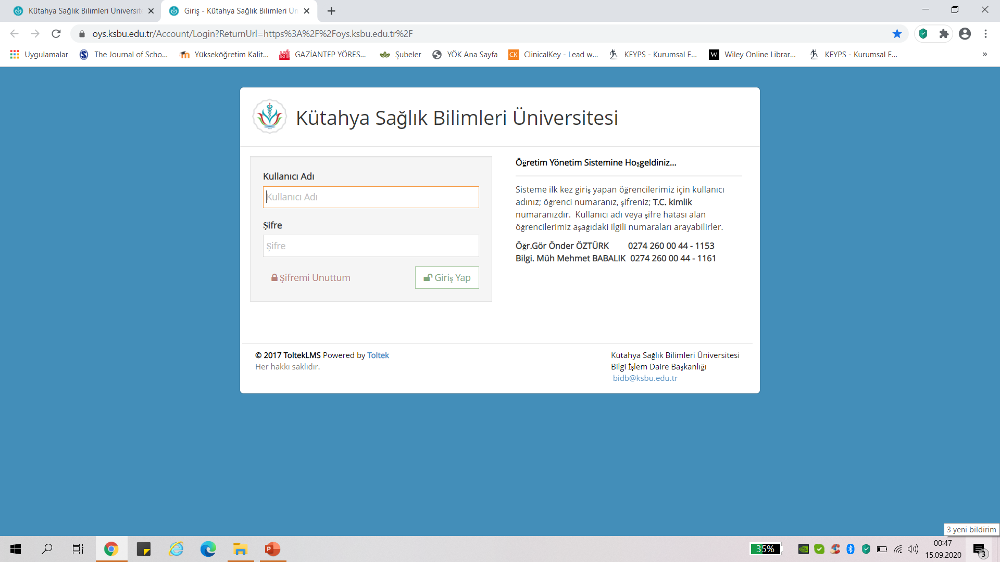 Kütahya Sağlık Bilimleri Üniversite
Giriş - Kütahya Sağlık Bilimleri Ün
oys.ksbu.edu.tr/Account/Login?ReturnUrl=https%3A%2F%2Foys.ksbu.edu.tr%2F
Uygulamalar The Journal of Scho... Yükseköğretim Kalit... GAZİANTEP YÖRES... Şubeler YÖK Ana Sayfa CK ClinicalKey - Lead w... KEYPS - Kurumsal E... W Wiley Online Librar... KEYPS - Kurumsal E... »
Kütahya Sağlık Bilimleri Üniversitesi
Kullanıcı Adı
Kullanıcı Adı
Şifre
Şifre
Şifremi Unuttum Giriş Yap
Öğretim Yönetim Sistemine Hoşgeldiniz...
Sisteme ilk kez giriş yapan öğrencilerimiz için kullanıcı
adınız; öğrenci numaranız, şifreniz; T.C. kimlik
numaranızdır. Kullanıcı adı veya şifre hatası alan
öğrencilerimiz aşağıdaki ilgili numaraları arayabilirler.
Öğr.Gör Önder ÖZTÜRK 0274 260 00 44 - 1153
Bilgi. Müh Mehmet BABALIK 0274 260 00 44 - 1161
© 2017 ToltekLMS Powered by Toltek
Her hakkı saklıdır.
Kütahya Sağlık Bilimleri Üniversitesi
Bilgi İşlem Daire Başkanlığı
bidb@ksbu.edu.tr
3 yeni bildirim
35%
00:47
15.09.2020
3